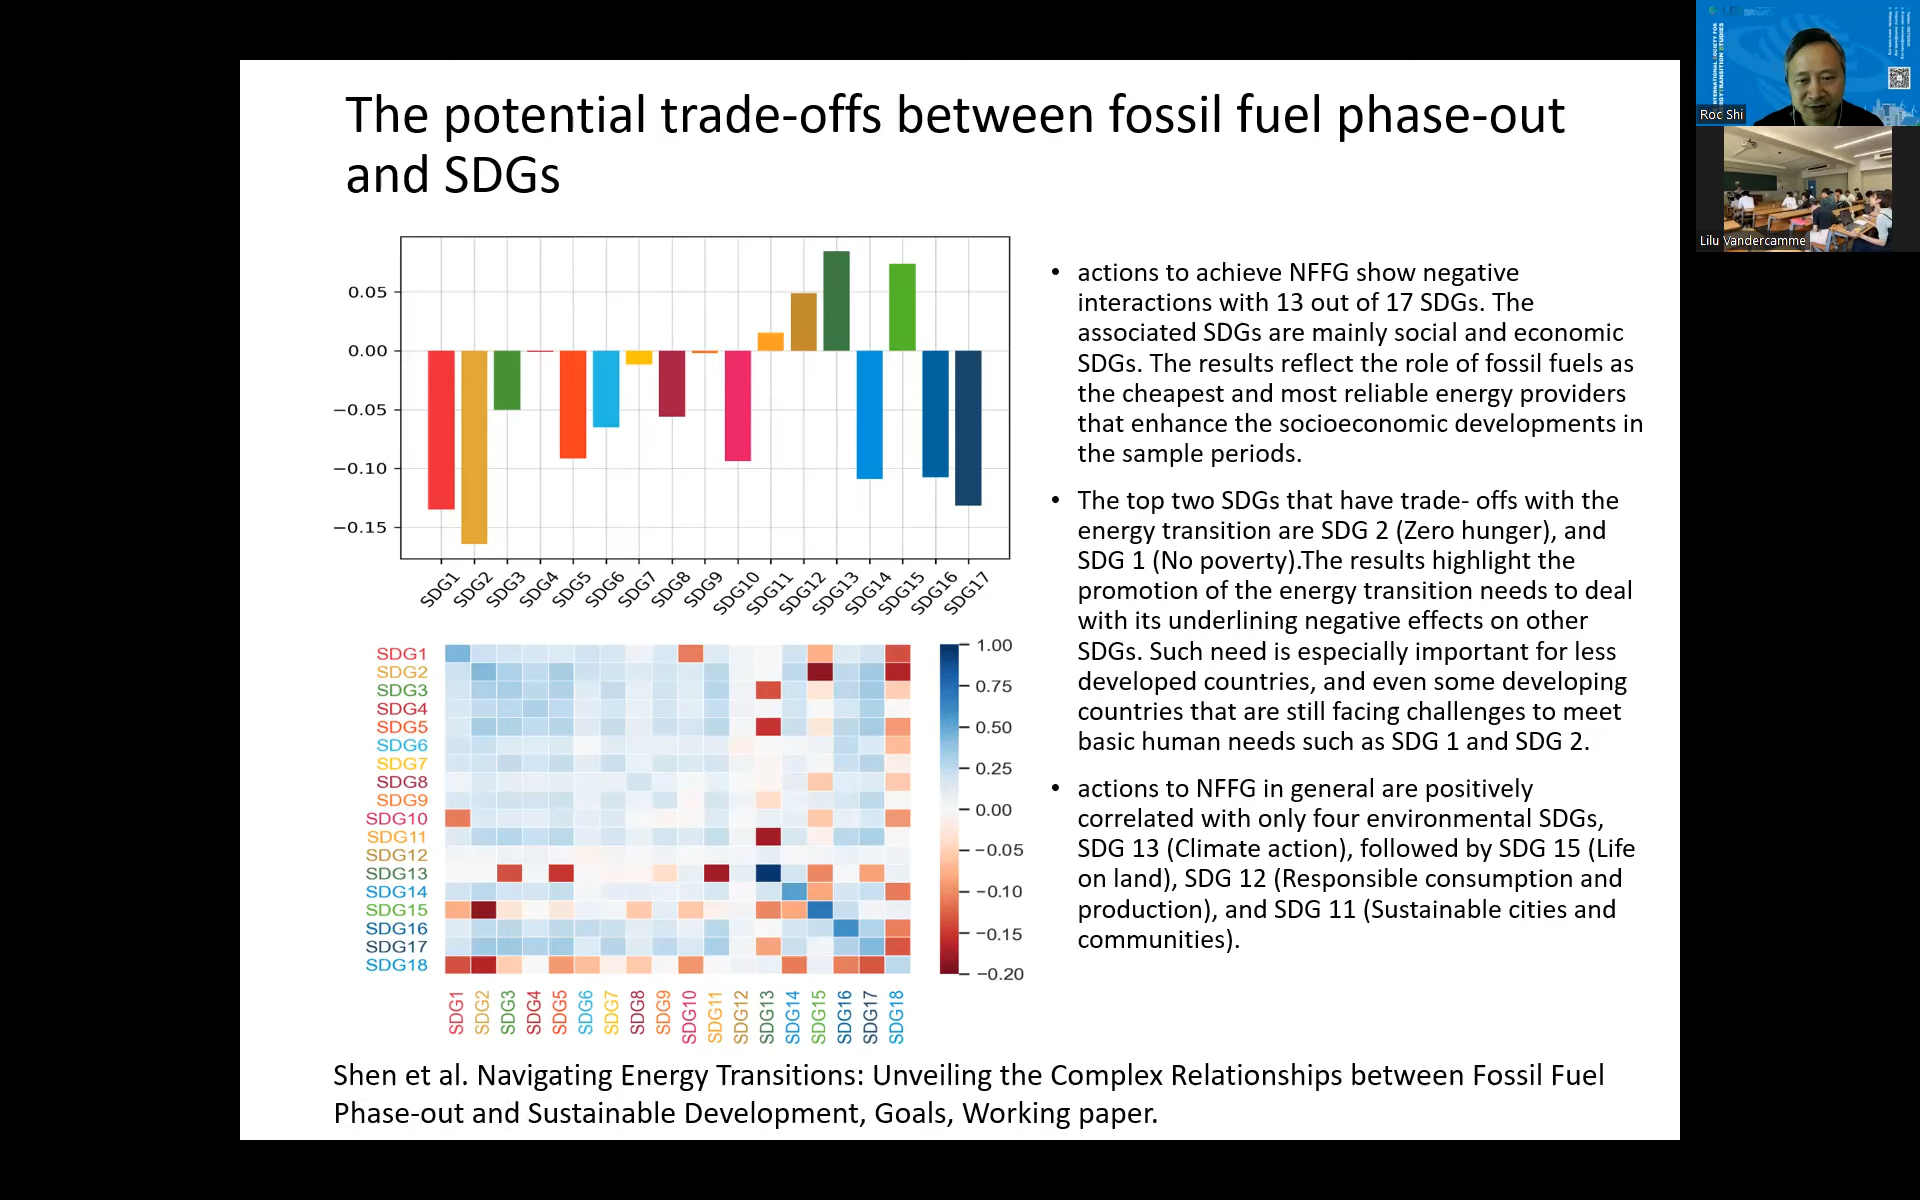 The potential trade-offs between fossil fuel phase-out
and SDGs
0.05
0.00
−0.05
−0.10
−0.15
SDG1 SDG2 SDG3 SDG4 SDG5 SDG6 SDG7 SDG8 SDG9 SDG10 SDG11 SDG12 SDG13 SDG14 SDG15 SDG16 SDG17
SDG1
SDG2
SDG3
SDG4
SDG5
SDG6
SDG7
SDG8
SDG9
SDG10
SDG11
SDG12
SDG13
SDG14
SDG15
SDG16
SDG17
SDG18
SDG1 SDG2 SDG3 SDG4 SDG5 SDG6 SDG7 SDG8 SDG9 SDG10 SDG11 SDG12 SDG13 SDG14 SDG15 SDG16 SDG17 SDG18
1.00
0.75
0.50
0.25
0.00
−0.05
−0.10
−0.15
−0.20
• actions to achieve NFFG show negative
interactions with 13 out of 17 SDGs. The
associated SDGs are mainly social and economic
SDGs. The results reflect the role of fossil fuels as
the cheapest and most reliable energy providers
that enhance the socioeconomic developments in
the sample periods.
• The top two SDGs that have trade- offs with the
energy transition are SDG 2 (Zero hunger), and
SDG 1 (No poverty).The results highlight the
promotion of the energy transition needs to deal
with its underlining negative effects on other
SDGs. Such need is especially important for less
developed countries, and even some developing
countries that are still facing challenges to meet
basic human needs such as SDG 1 and SDG 2.
• actions to NFFG in general are positively
correlated with only four environmental SDGs,
SDG 13 (Climate action), followed by SDG 15 (Life
on land), SDG 12 (Responsible consumption and
production), and SDG 11 (Sustainable cities and
communities).
Shen et al. Navigating Energy Transitions: Unveiling the Complex Relationships between Fossil Fuel
Phase-out and Sustainable Development, Goals, Working paper.
Roc Shi
Lilu Vandercamme